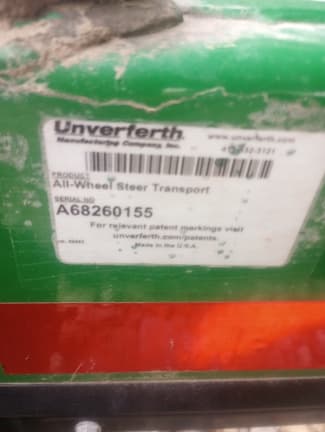 Unverferth
Manufacturing Company, Inc.
www.unverferth.com
PRODUCT
All-Wheel Steer Transport
SERIAL NO
A68260155
For relevant patent markings visit
unverferth.com/patents.
Made in the U.S.A.